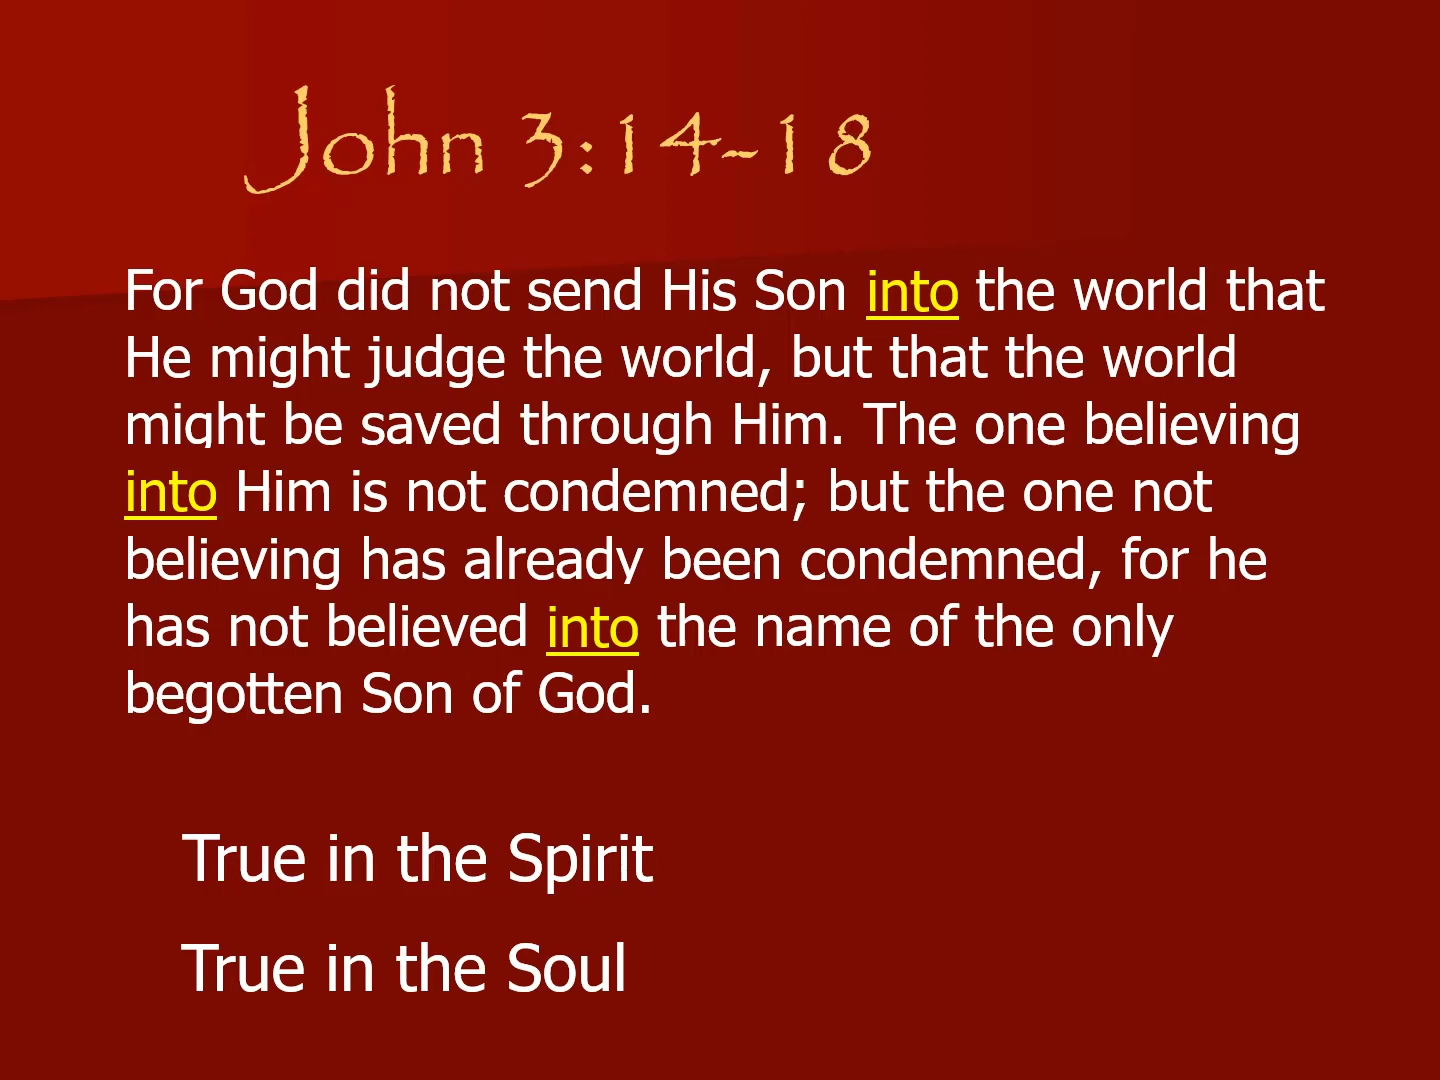 John 3:14-18
For God did not send His Son into the world that
He might judge the world, but that the world
might be saved through Him. The one believing
into Him is not condemned; but the one not
believing has already been condemned, for he
has not believed into the name of the only
begotten Son of God.
True in the Spirit
True in the Soul